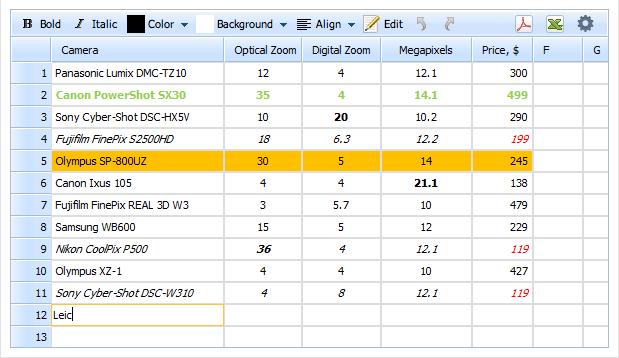 B Bold I Italic Color Background Align Edit
Camera Optical Zoom Digital Zoom Megapixels Price, $ F G
1 Panasonic Lumix DMC-TZ10 12 4 12.1 300
2 Canon PowerShot SX30 35 4 14.1 499
3 Sony Cyber-Shot DSC-HX5V 10 20 10.2 290
4 Fujifilm FinePix S2500HD 18 6.3 12.2 199
5 Olympus SP-800UZ 30 5 14 245
6 Canon Ixus 105 4 4 21.1 138
7 Fujifilm FinePix REAL 3D W3 3 5.7 10 479
8 Samsung WB600 15 5 12 229
9 Nikon CoolPix P500 36 4 12.1 119
10 Olympus XZ-1 4 4 10 427
11 Sony Cyber-Shot DSC-W310 4 8 12.1 119
12 Leic
13